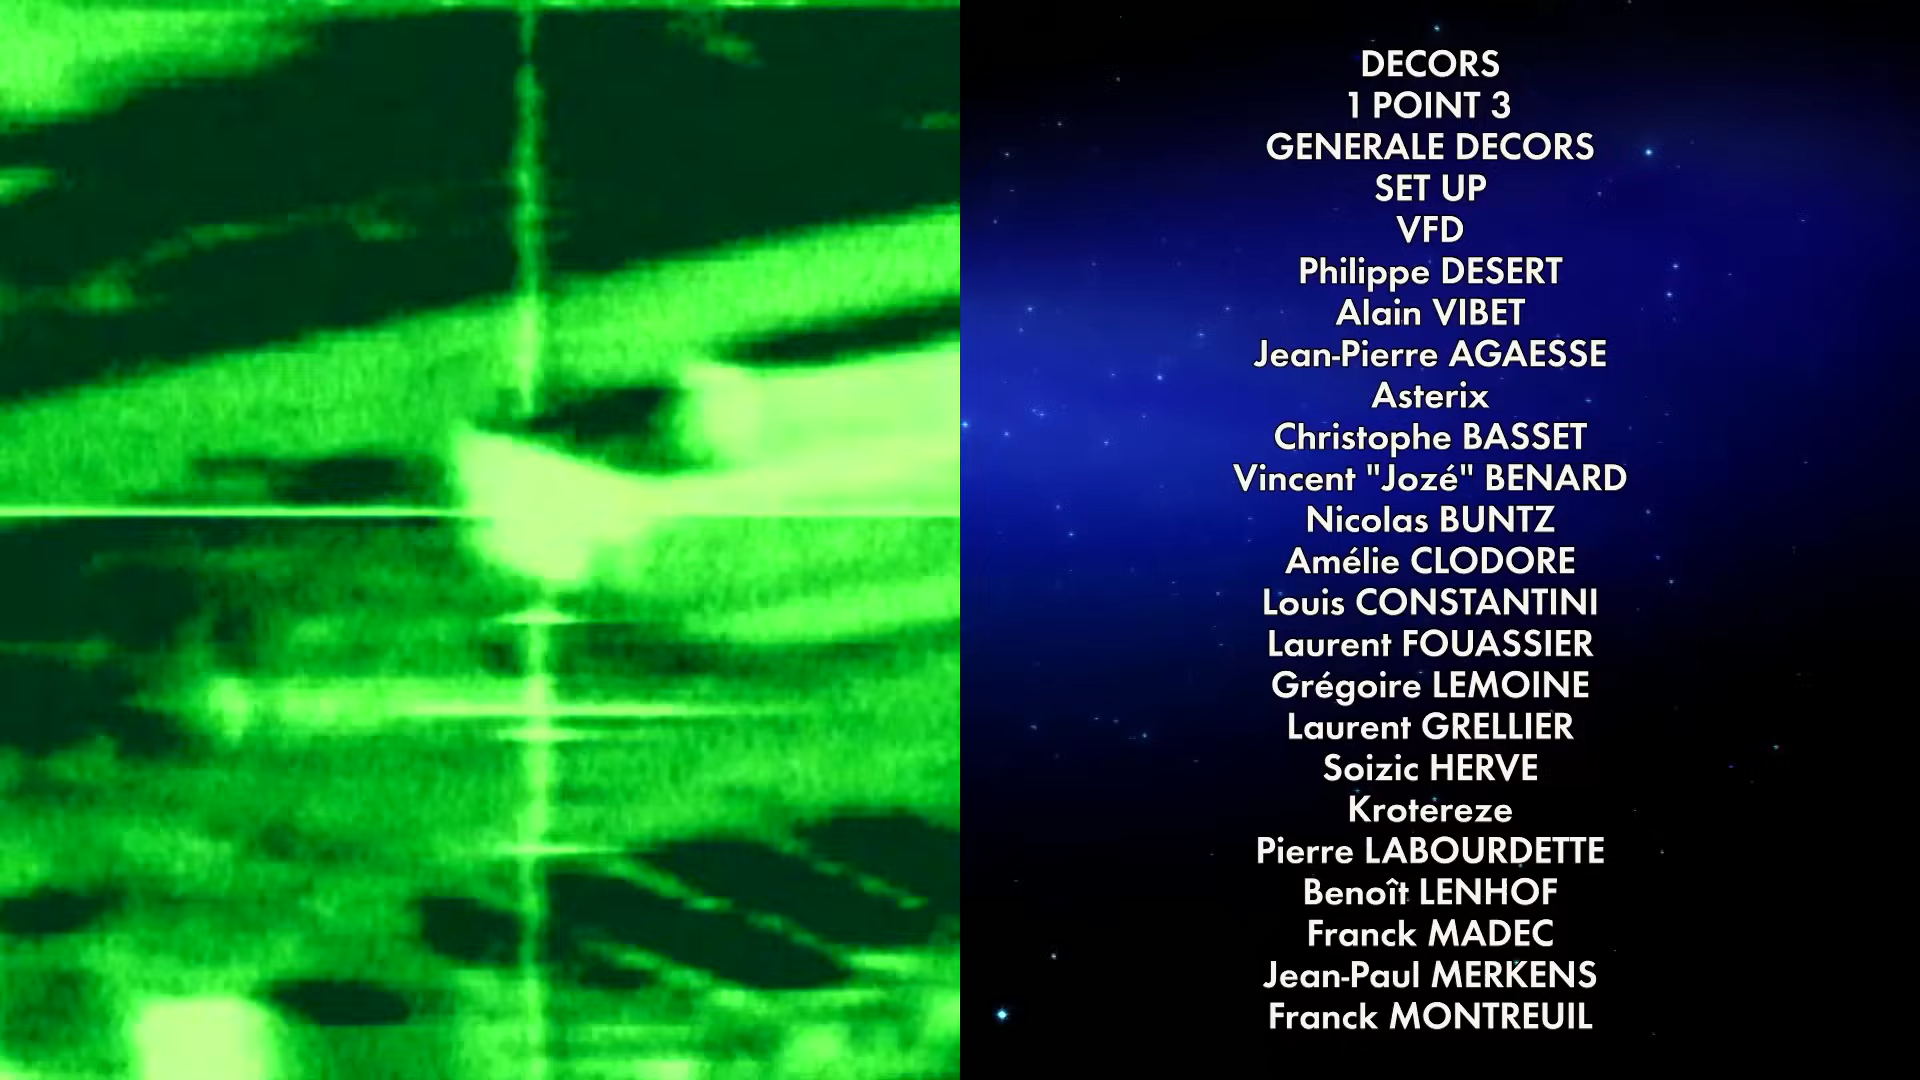 DECORS
1 POINT 3
GENERALE DECORS
SET UP
VFD
Philippe DESERT
Alain VIBET
Jean-Pierre AGAESSE
Asterix
Christophe BASSET
Vincent "Jozé" BENARD
Nicolas BUNTZ
Amélie CLODORE
Louis CONSTANTINI
Laurent FOUASSIER
Grégoire LEMOINE
Laurent GRELLIER
Soizic HERVE
Krotereze
Pierre LABOURDETTE
Benoît LENHOF
Franck MADEC
Jean-Paul MERKENS
Franck MONTREUIL